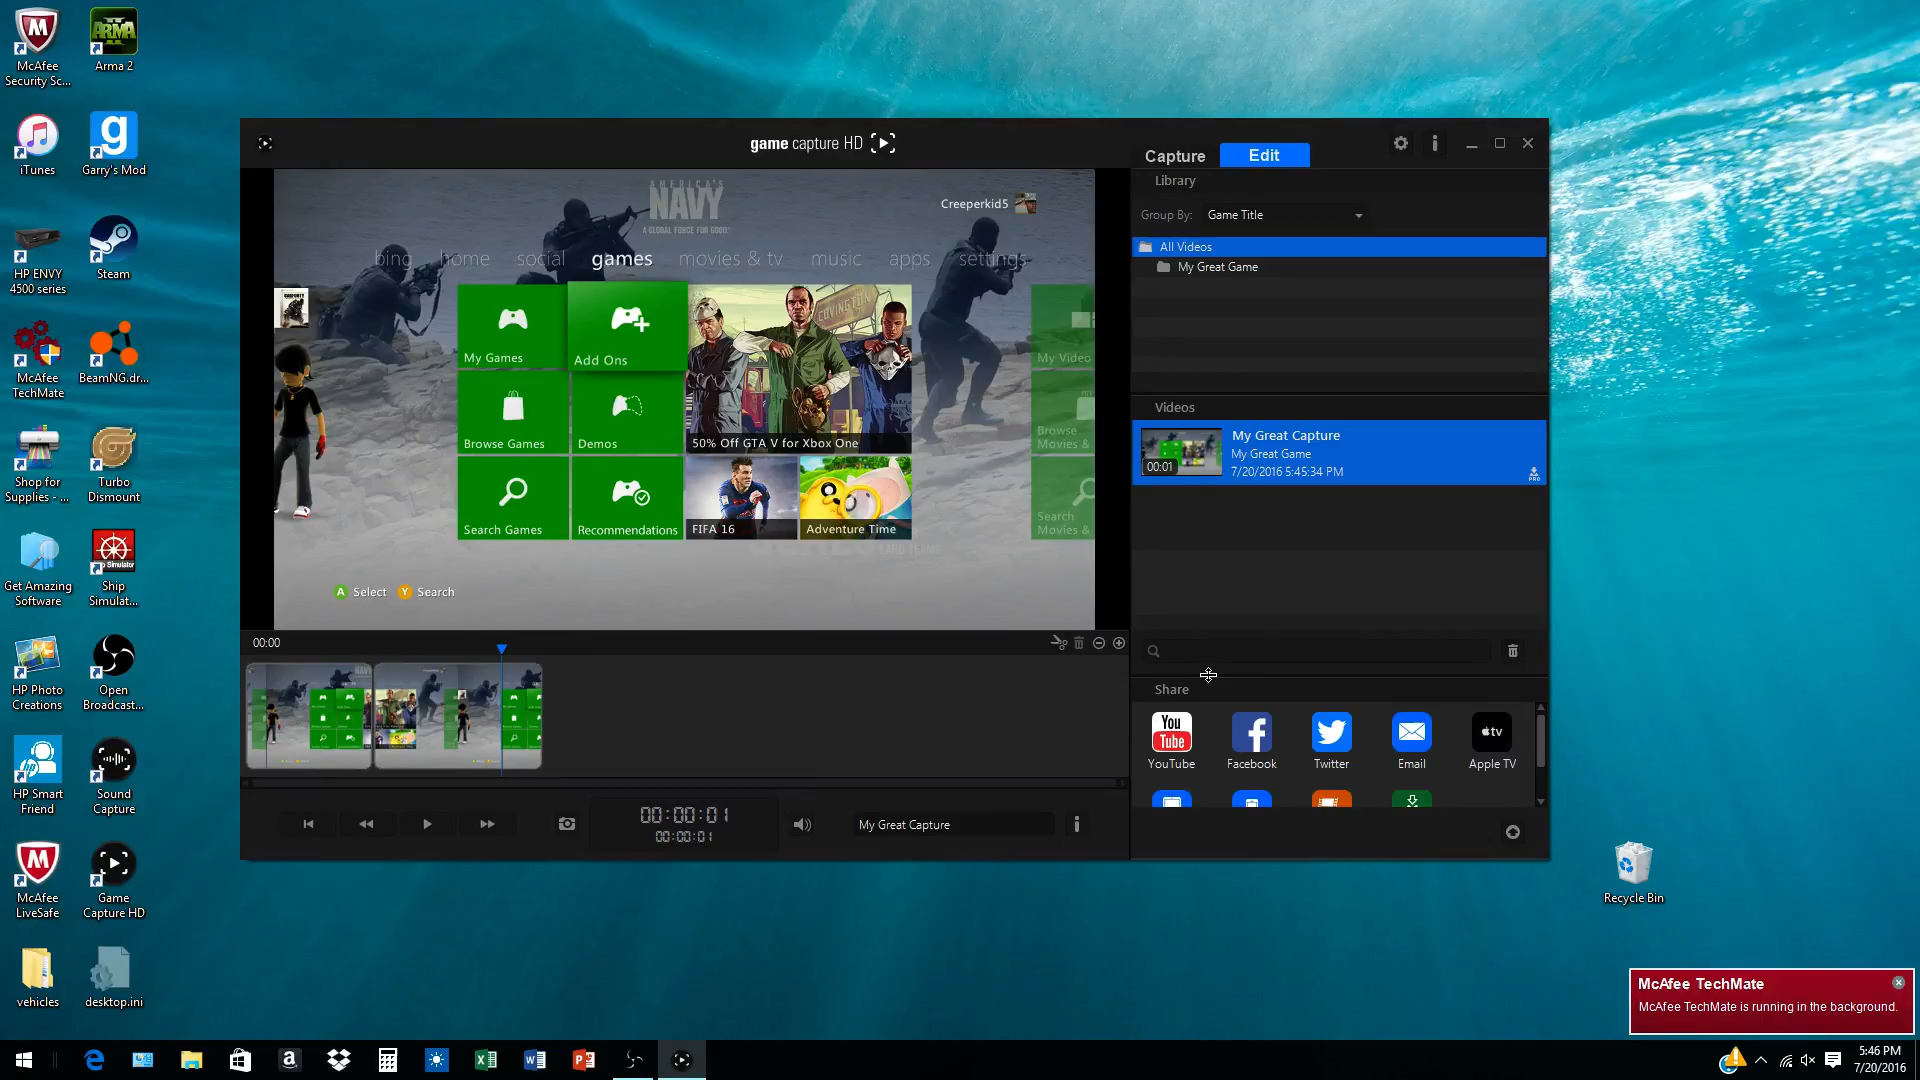 McAfee
Security Sc...
Arma 2
iTunes
Garry's Mod
HP ENVY
4500 series
Steam
McAfee
TechMate
BeamNG.dr...
Shop for
Supplies - ...
Turbo
Dismount
Get Amazing
Software
Ship
Simulat...
HP Photo
Creations
Open
Broadcast...
HP Smart
Friend
Sound
Capture
McAfee
LiveSafe
Game
Capture HD
vehicles
desktop.ini
game capture HD
Capture
Edit
AMERICA'S
NAVY
A GLOBAL FORCE FOR GOOD.
Creeperkid5
bing home social games movies & tv music apps settings
My Games
Add Ons
COVINGTON
My Video
Browse Games
Demos
50% Off GTA V for Xbox One
Browse
Movies &
Search Games
Recommendations
FIFA 16
Adventure Time
Search
Movies &
A Select
Y Search
Library
Group By: Game Title
All Videos
My Great Game
Videos
00:01
My Great Capture
My Great Game
7/20/2016 5:45:34 PM
PRO
00:00
Share
You
Tube
tv
YouTube
Facebook
Twitter
Email
Apple TV
00:00:01
00:00:01
My Great Capture
Recycle Bin
McAfee TechMate
McAfee TechMate is running in the background.
5:46 PM
7/20/2016